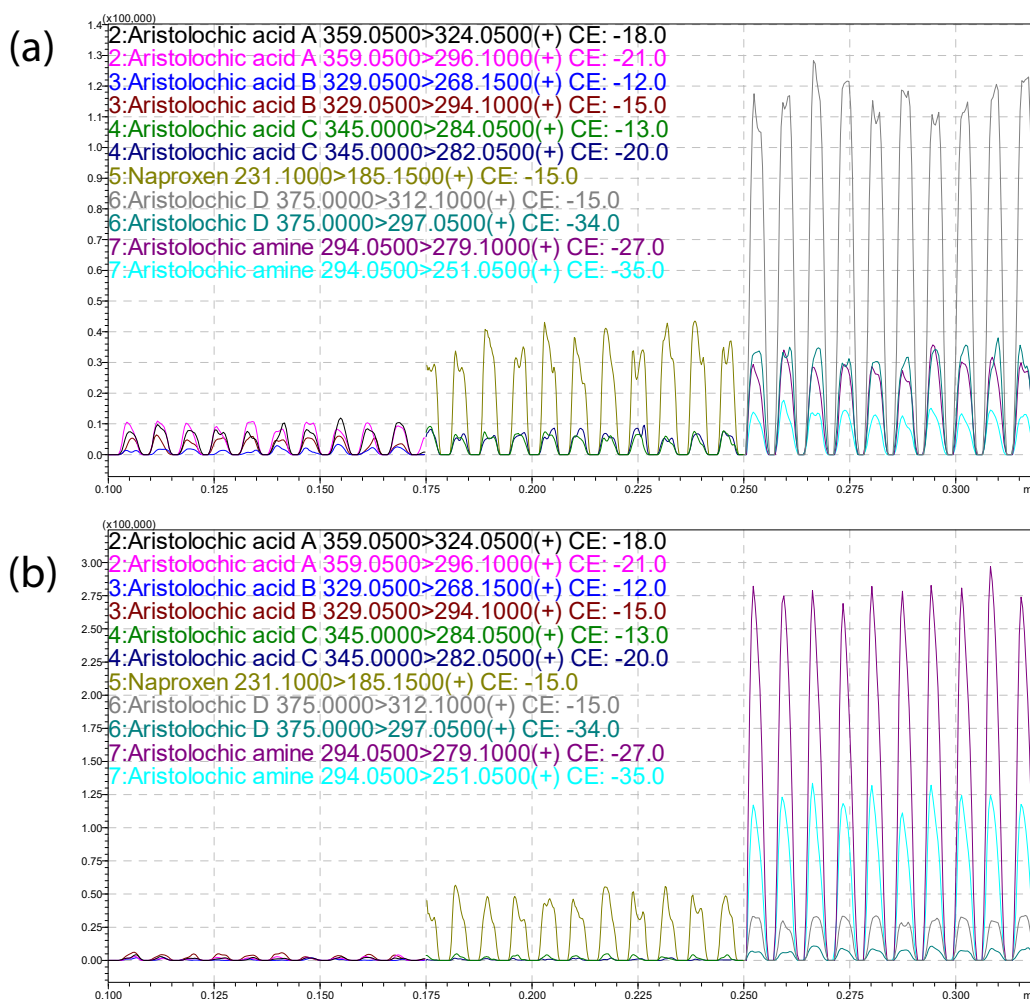 (a)
(x100,000)
1.4
1.3
1.2
1.1
1.0
0.9
0.8
0.7
0.6
0.5
0.4
0.3
0.2
0.1
0.0
2:Aristolochic acid A 359.0500>324.0500(+) CE: -18.0
2:Aristolochic acid A 359.0500>296.1000(+) CE: -21.0
3:Aristolochic acid B 329.0500>268.1500(+) CE: -12.0
3:Aristolochic acid B 329.0500>294.1000(+) CE: -15.0
4:Aristolochic acid C 345.0000>284.0500(+) CE: -13.0
4:Aristolochic acid C 345.0000>282.0500(+) CE: -20.0
5:Naproxen 231.1000>185.1500(+) CE: -15.0
6:Aristolochic D 375.0000>312.1000(+) CE: -15.0
6:Aristolochic D 375.0000>297.0500(+) CE: -34.0
7:Aristolochic amine 294.0500>279.1000(+) CE: -27.0
7:Aristolochic amine 294.0500>251.0500(+) CE: -35.0
0.100 0.125 0.150 0.175 0.200 0.225 0.250 0.275 0.300 m
(b)
(x100,000)
3.00
2.75
2.50
2.25
2.00
1.75
1.50
1.25
1.00
0.75
0.50
0.25
0.00
2:Aristolochic acid A 359.0500>324.0500(+) CE: -18.0
2:Aristolochic acid A 359.0500>296.1000(+) CE: -21.0
3:Aristolochic acid B 329.0500>268.1500(+) CE: -12.0
3:Aristolochic acid B 329.0500>294.1000(+) CE: -15.0
4:Aristolochic acid C 345.0000>284.0500(+) CE: -13.0
4:Aristolochic acid C 345.0000>282.0500(+) CE: -20.0
5:Naproxen 231.1000>185.1500(+) CE: -15.0
6:Aristolochic D 375.0000>312.1000(+) CE: -15.0
6:Aristolochic D 375.0000>297.0500(+) CE: -34.0
7:Aristolochic amine 294.0500>279.1000(+) CE: -27.0
7:Aristolochic amine 294.0500>251.0500(+) CE: -35.0
0.100 0.125 0.150 0.175 0.200 0.225 0.250 0.275 0.300 m